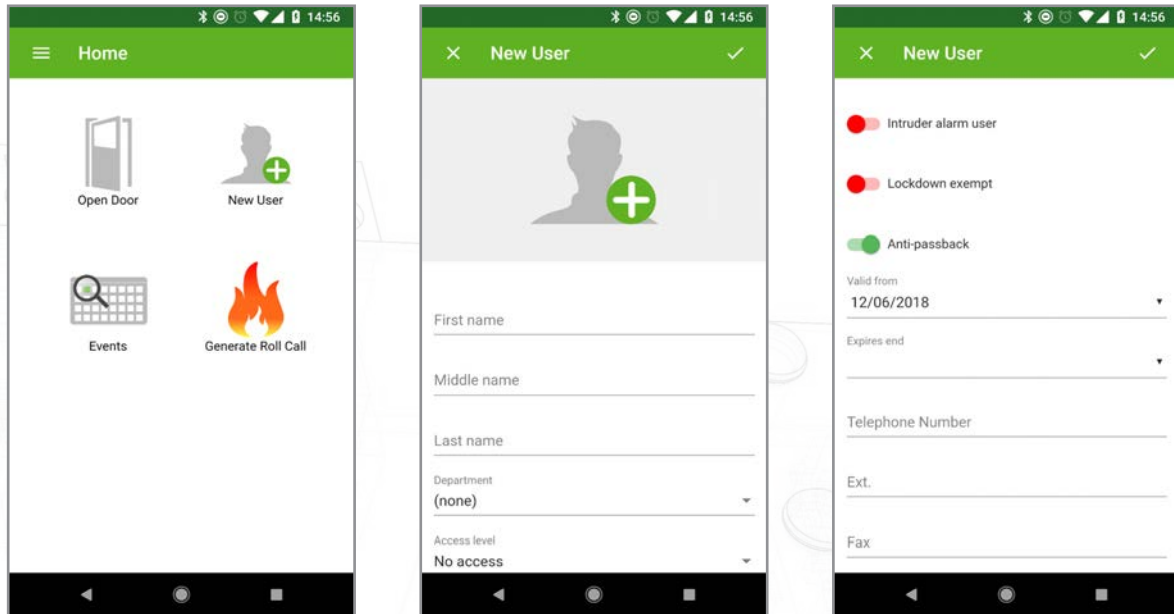 14:56
Home
Open Door
New User
Events
Generate Roll Call
14:56
New User
First name
Middle name
Last name
Department
(none)
Access level
No access
14:56
New User
Intruder alarm user
Lockdown exempt
Anti-passback
Valid from
12/06/2018
Expires end
Telephone Number
Ext.
Fax